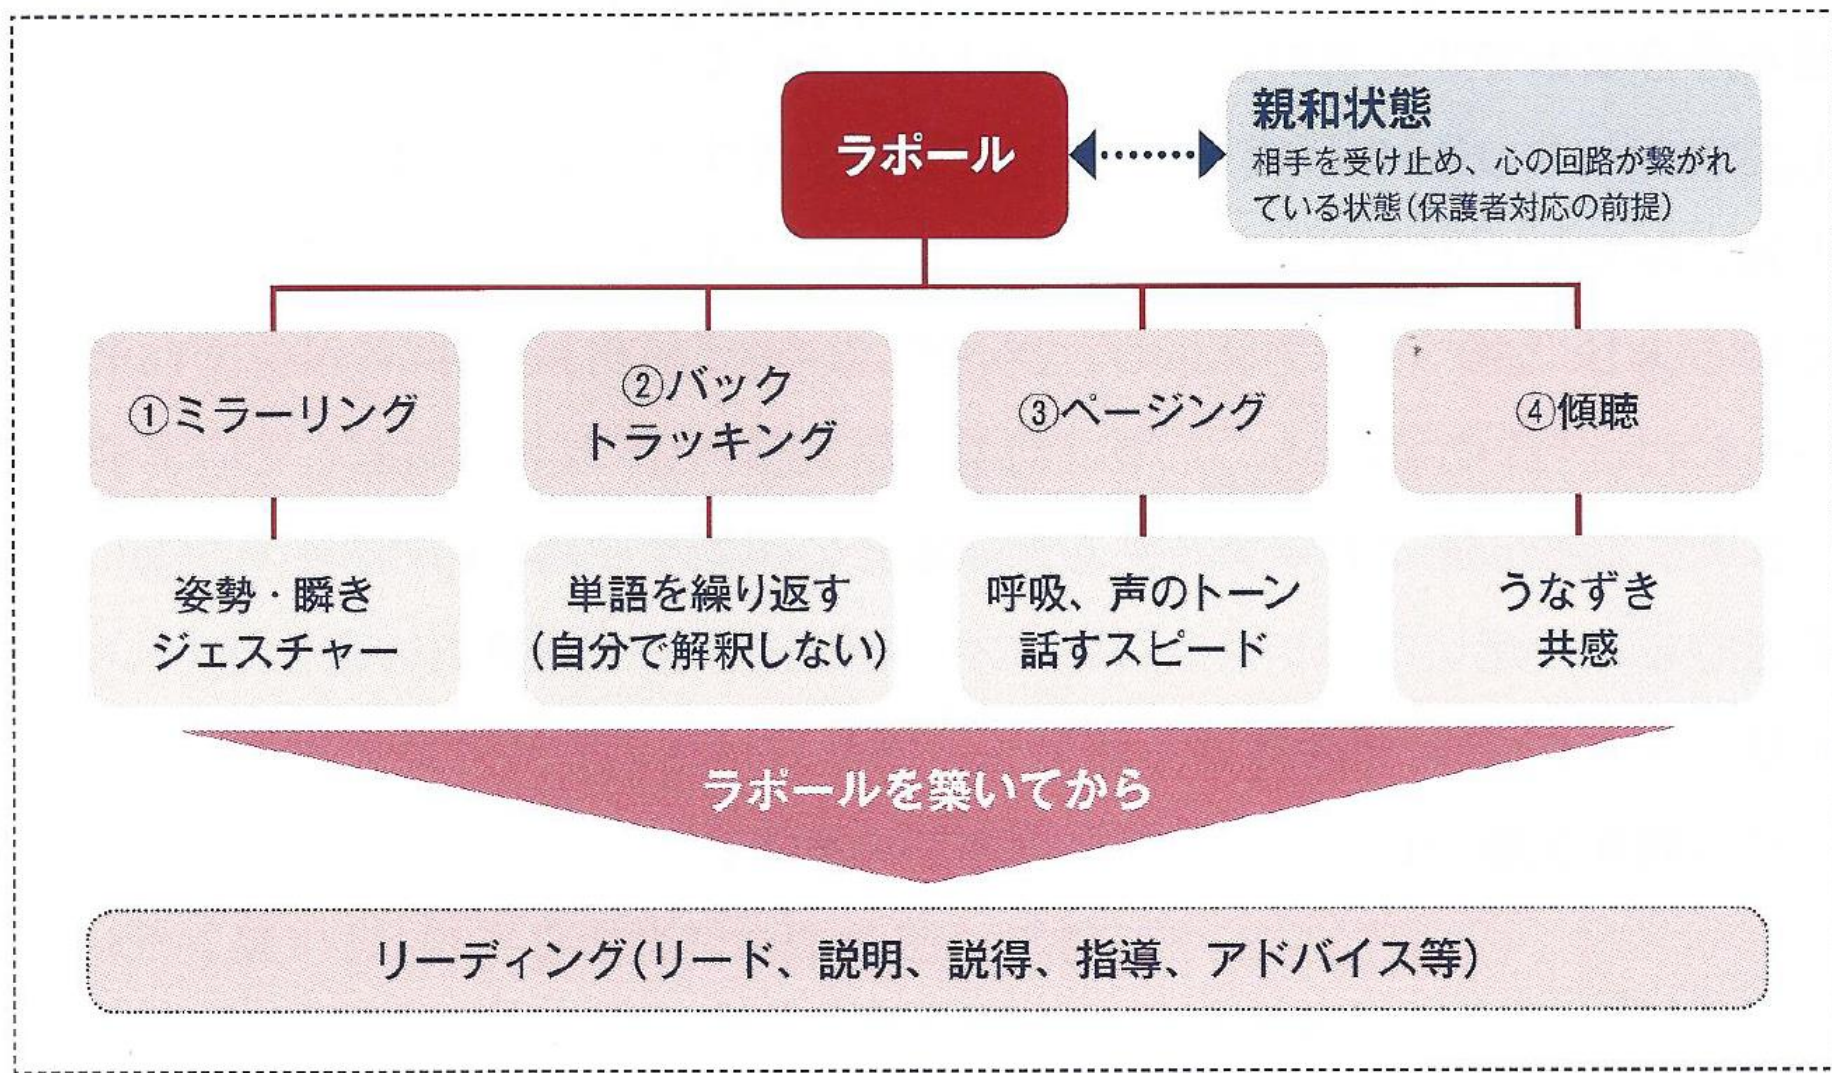 ラポール
親和状態
相手を受け止め、心の回路が繋がれ
ている状態(保護者対応の前提)
①ミラーリング
②バック
トラッキング
③ページング
④傾聴
姿勢・瞬き
ジェスチャー
単語を繰り返す
(自分で解釈しない)
呼吸、声のトーン
話すスピード
うなずき
共感
ラポールを築いてから
リーディング(リード、説明、説得、指導、アドバイス等)